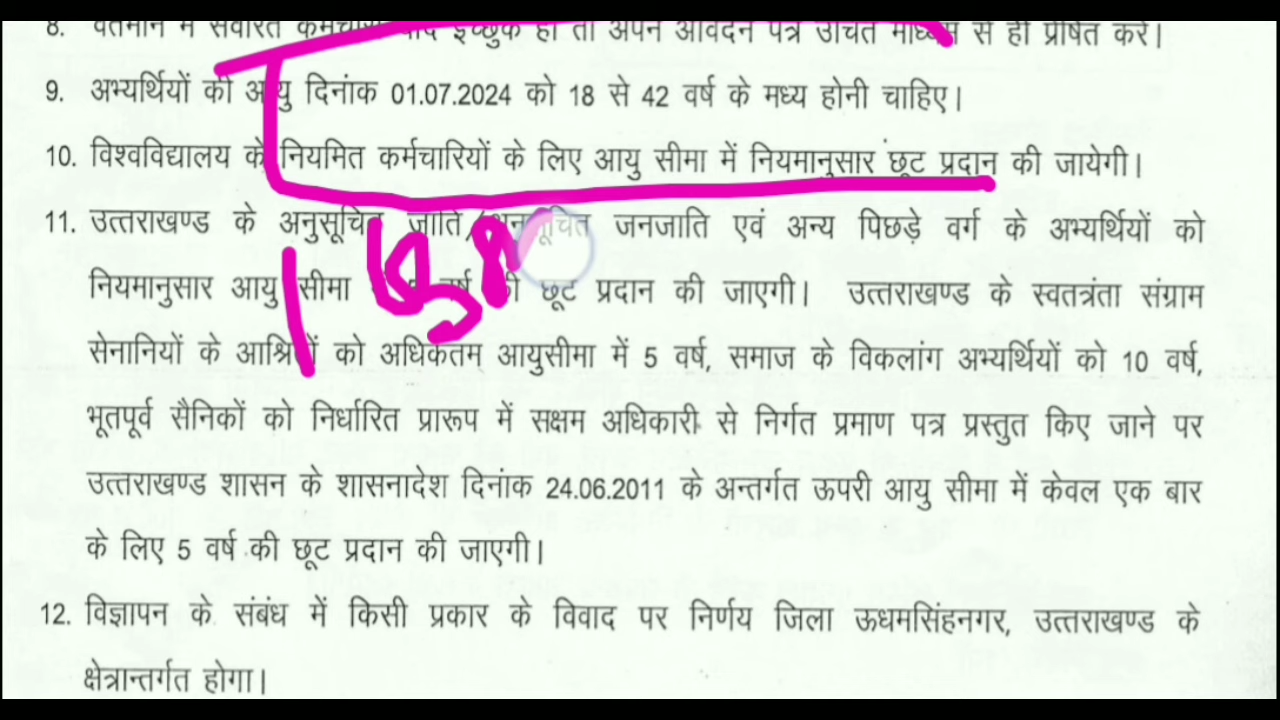 8. वर्तमान में सेवारत कर्मचारी यदि इच्छुक हों तो अपने आवेदन पत्र उचित माध्यम से ही प्रेषित करें।
9. अभ्यर्थियों की आयु दिनांक 01.07.2024 को 18 से 42 वर्ष के मध्य होनी चाहिए।
10. विश्वविद्यालय के नियमित कर्मचारियों के लिए आयु सीमा में नियमानुसार छूट प्रदान की जायेगी।
11. उत्तराखण्ड के अनुसूचित जाति/अनुसूचित जनजाति एवं अन्य पिछड़े वर्ग के अभ्यर्थियों को
नियमानुसार आयु सीमा 5 वर्ष की छूट प्रदान की जाएगी। उत्तराखण्ड के स्वतत्रंता संग्राम
सेनानियों के आश्रितों को अधिकतम् आयुसीमा में 5 वर्ष, समाज के विकलांग अभ्यर्थियों को 10 वर्ष,
भूतपूर्व सैनिकों को निर्धारित प्रारूप में सक्षम अधिकारी से निर्गत प्रमाण पत्र प्रस्तुत किए जाने पर
उत्तराखण्ड शासन के शासनादेश दिनांक 24.06.2011 के अन्तर्गत ऊपरी आयु सीमा में केवल एक बार
के लिए 5 वर्ष की छूट प्रदान की जाएगी।
12. विज्ञापन के संबंध में किसी प्रकार के विवाद पर निर्णय जिला ऊधमसिंहनगर, उत्तराखण्ड के
क्षेत्रान्तर्गत होगा।